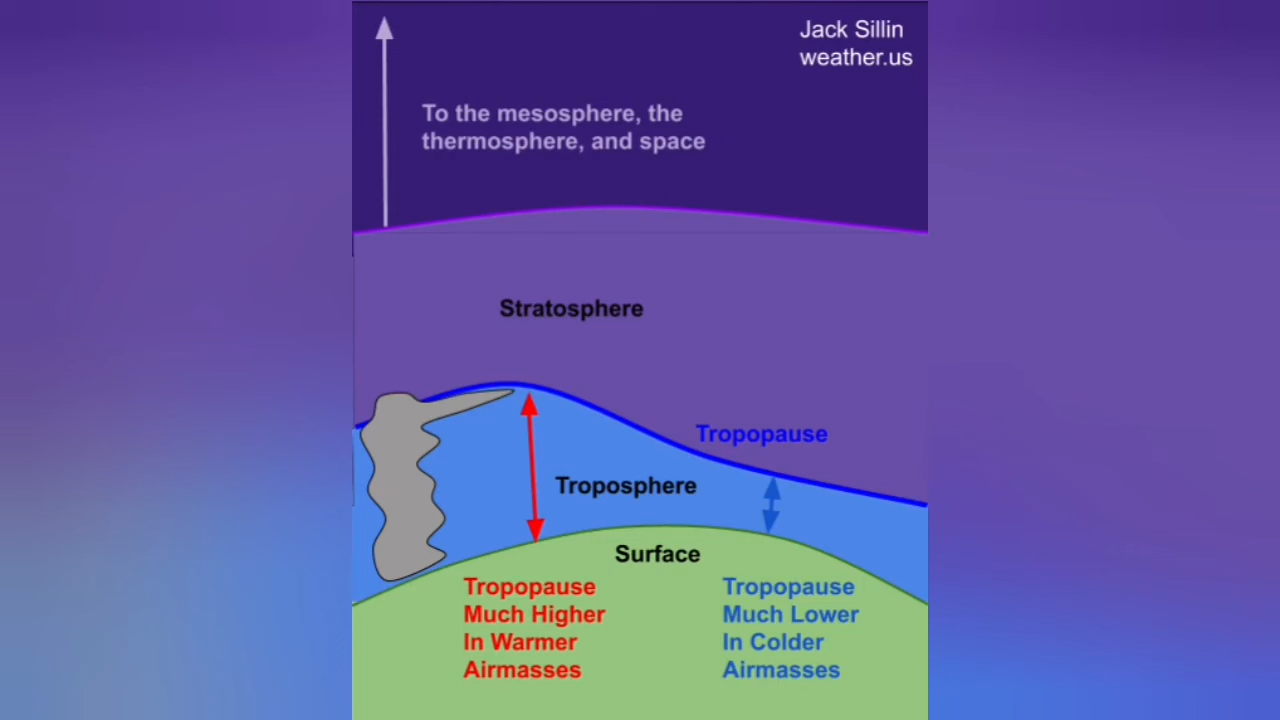 Jack Sillin
weather.us
To the mesosphere, the
thermosphere, and space
Stratosphere
Tropopause
Troposphere
Surface
Tropopause
Much Higher
In Warmer
Airmasses
Tropopause
Much Lower
In Colder
Airmasses